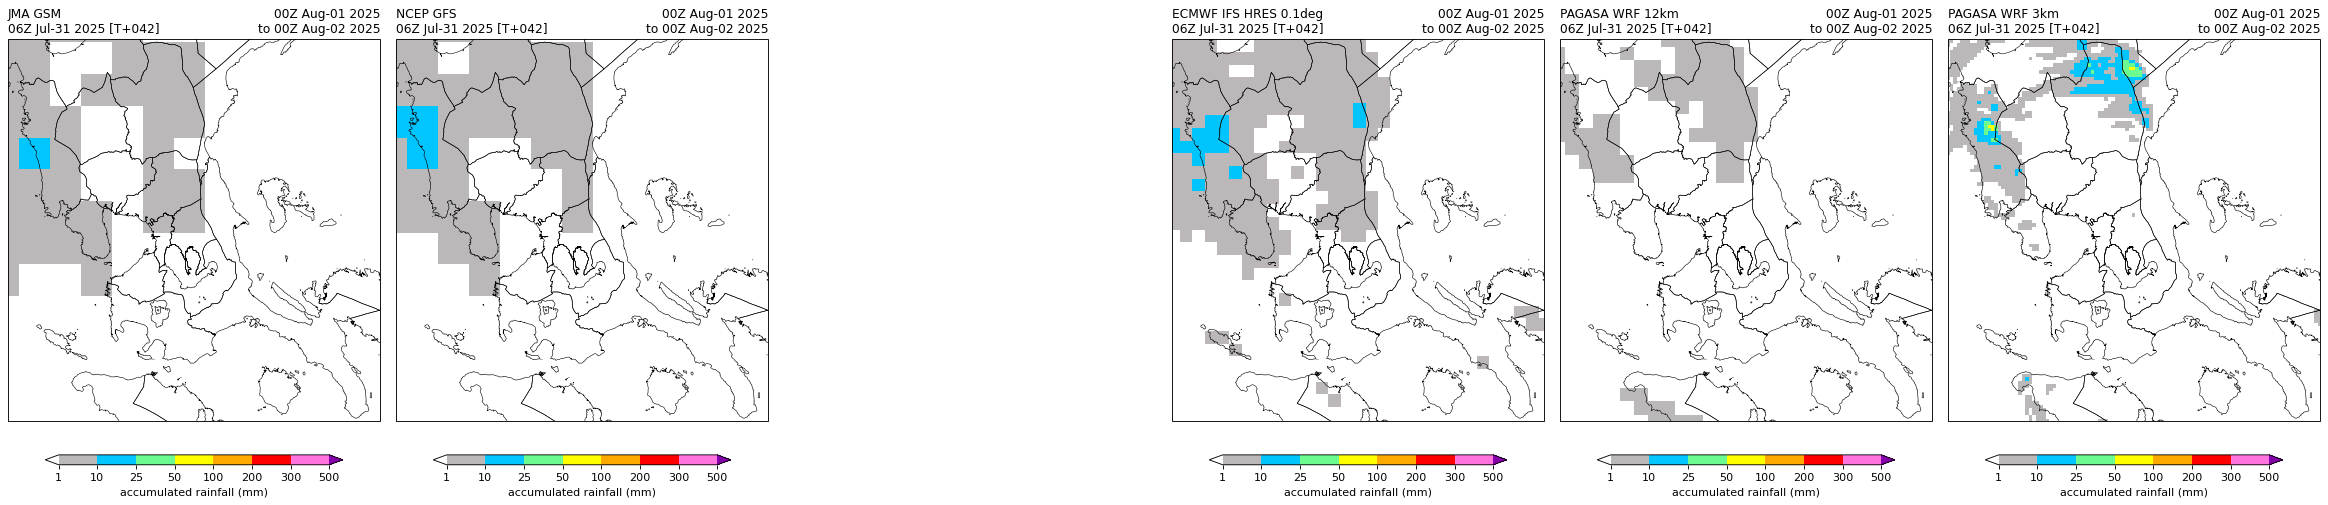 JMA GSM 00Z Aug-01 2025
06Z Jul-31 2025 [T+042] to 00Z Aug-02 2025
1 10 25 50 100 200 300 500
accumulated rainfall (mm)
NCEP GFS 00Z Aug-01 2025
06Z Jul-31 2025 [T+042] to 00Z Aug-02 2025
1 10 25 50 100 200 300 500
accumulated rainfall (mm)
ECMWF IFS HRES 0.1deg 00Z Aug-01 2025
06Z Jul-31 2025 [T+042] to 00Z Aug-02 2025
1 10 25 50 100 200 300 500
accumulated rainfall (mm)
PAGASA WRF 12km 00Z Aug-01 2025
06Z Jul-31 2025 [T+042] to 00Z Aug-02 2025
1 10 25 50 100 200 300 500
accumulated rainfall (mm)
PAGASA WRF 3km 00Z Aug-01 2025
06Z Jul-31 2025 [T+042] to 00Z Aug-02 2025
1 10 25 50 100 200 300 500
accumulated rainfall (mm)